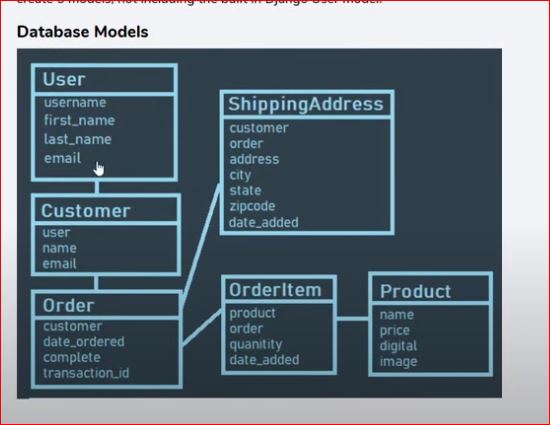 create 5 models, not including the built in Django User model.
Database Models
User
username
first_name
last_name
email
Customer
user
name
email
Order
customer
date_ordered
complete
transaction_id
ShippingAddress
customer
order
address
city
state
zipcode
date_added
OrderItem
product
order
quanitity
date_added
Product
name
price
digital
image